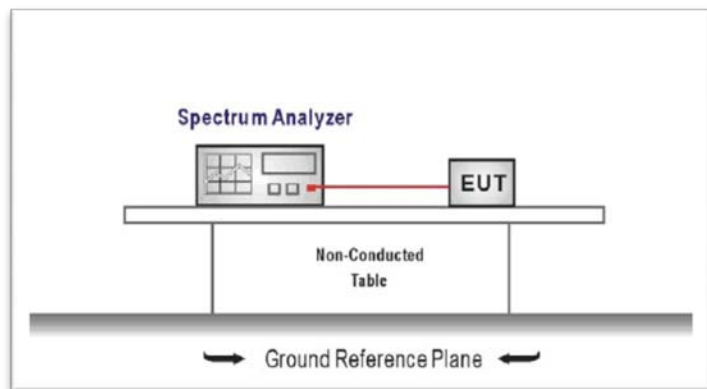 Spectrum Analyzer
EUT
Non-Conducted
Table
Ground Reference Plane